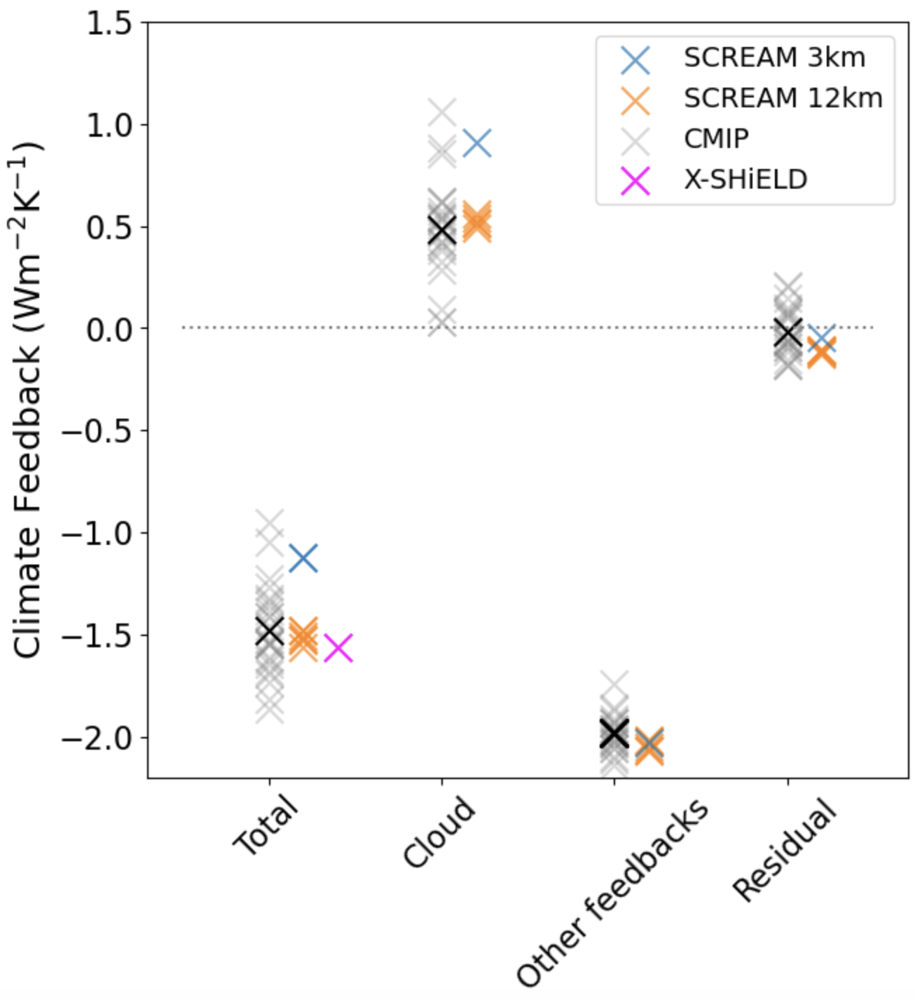 Climate Feedback (Wm⁻²K⁻¹)
1.5
1.0
0.5
0.0
−0.5
−1.0
−1.5
−2.0
SCREAM 3km
SCREAM 12km
CMIP
X-SHiELD
Total
Cloud
Other feedbacks
Residual